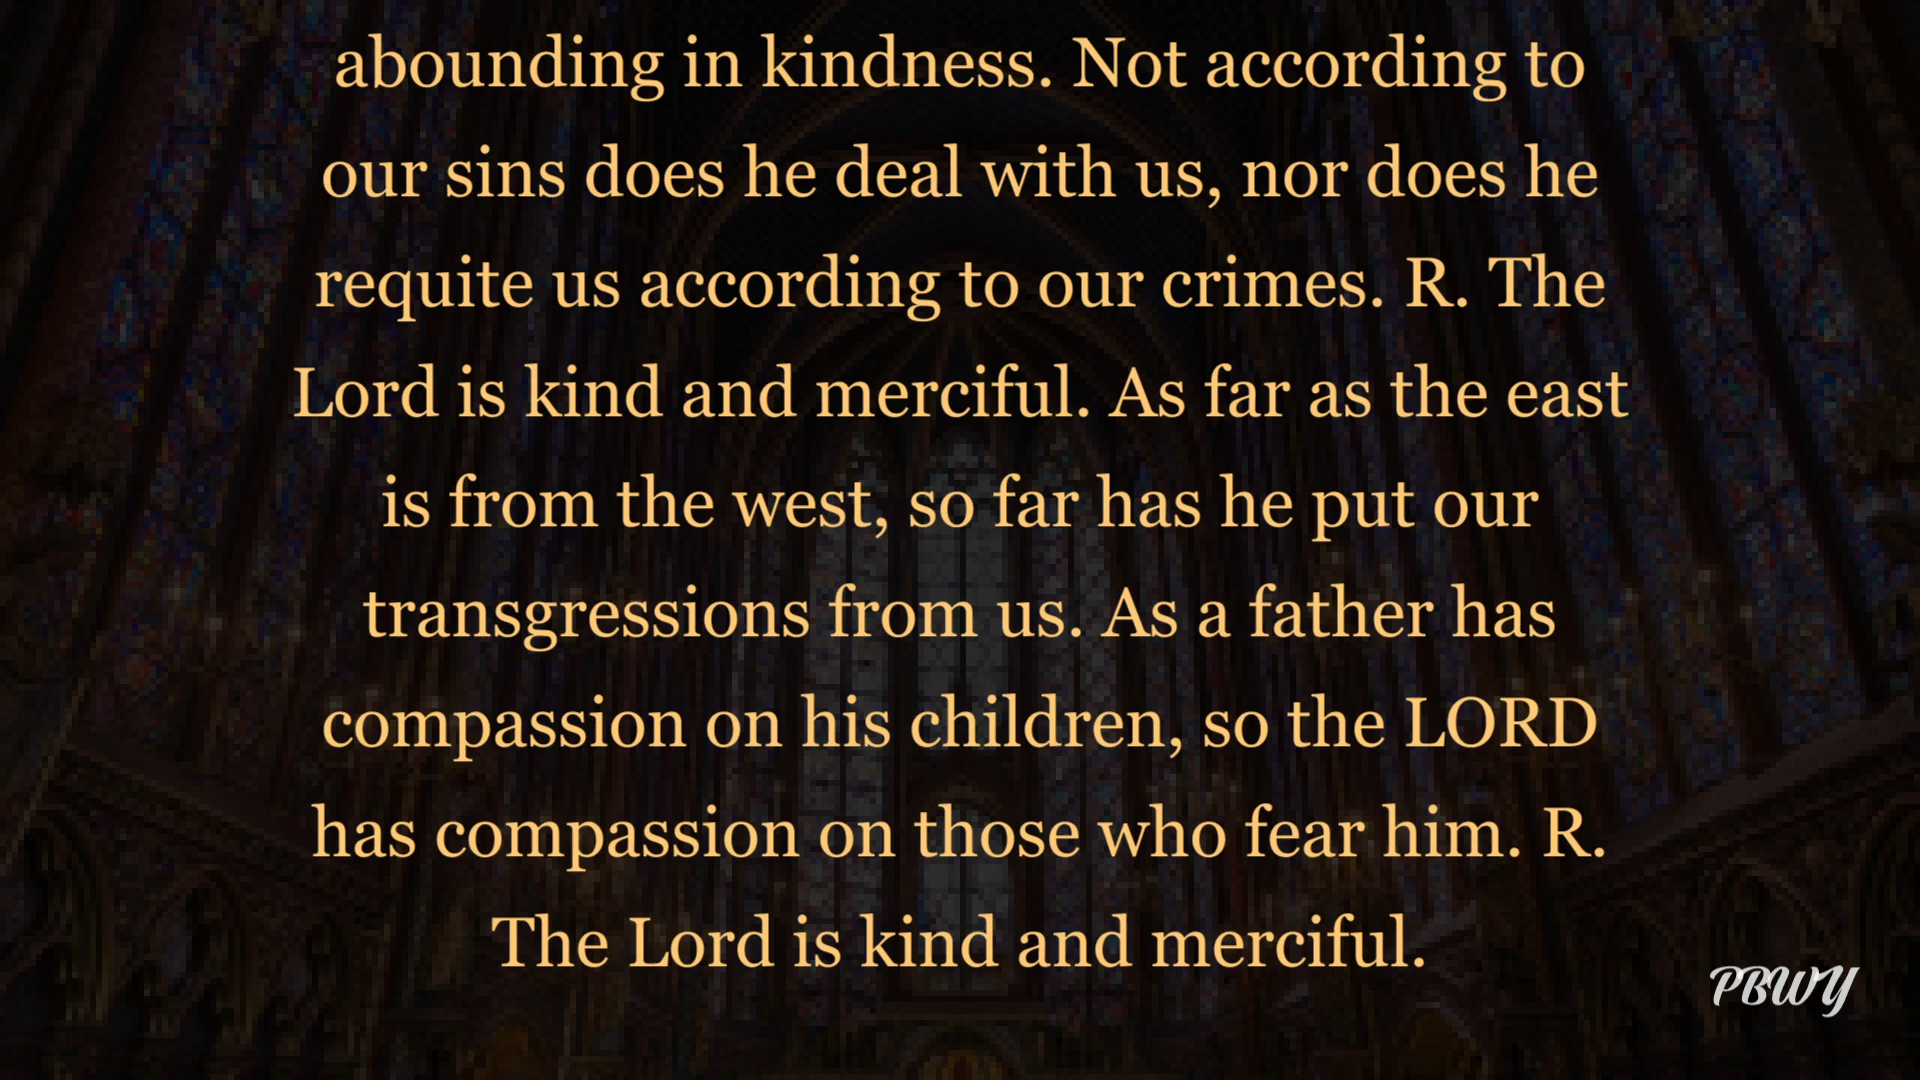 abounding in kindness. Not according to
our sins does he deal with us, nor does he
requite us according to our crimes. R. The
Lord is kind and merciful. As far as the east
is from the west, so far has he put our
transgressions from us. As a father has
compassion on his children, so the LORD
has compassion on those who fear him. R.
The Lord is kind and merciful.
PBWY